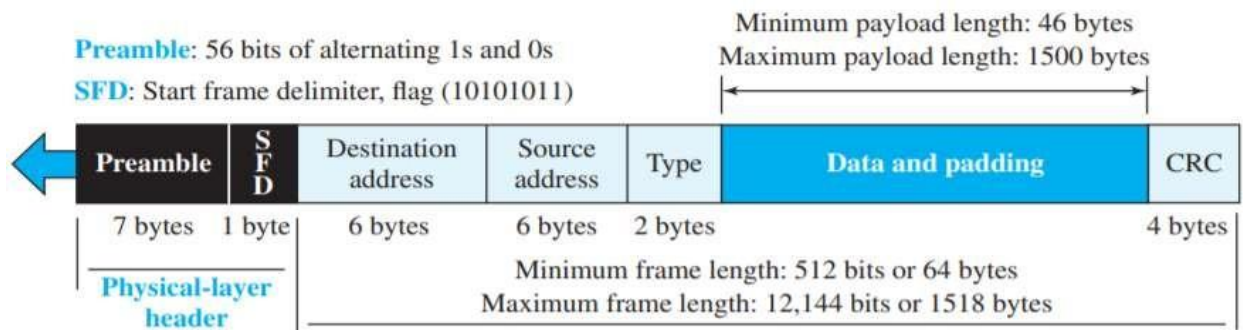 Minimum payload length: 46 bytes
Preamble: 56 bits of alternating 1s and 0s
Maximum payload length: 1500 bytes
SFD: Start frame delimiter, flag (10101011)
Preamble
S
F
D
Destination
address
Source
address
Type
Data and padding
CRC
7 bytes
1 byte
6 bytes
6 bytes
2 bytes
4 bytes
Physical-layer
header
Minimum frame length: 512 bits or 64 bytes
Maximum frame length: 12,144 bits or 1518 bytes